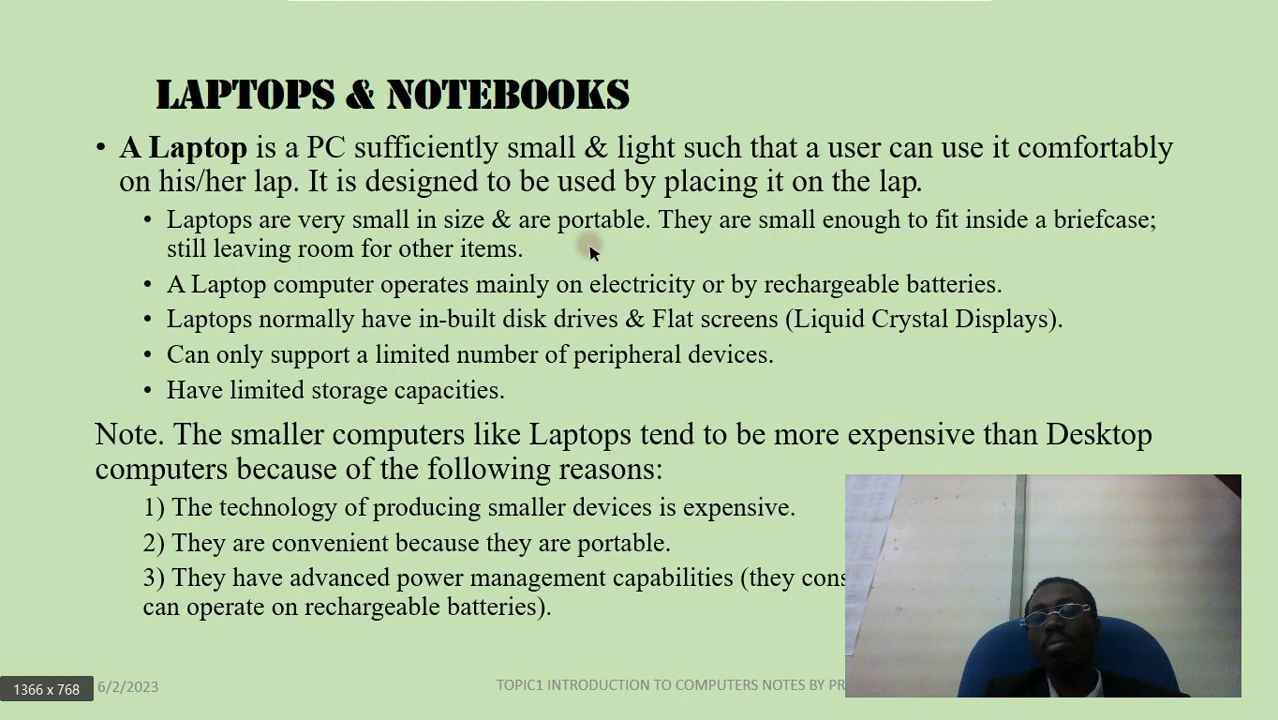 LAPTOPS & NOTEBOOKS
• A Laptop is a PC sufficiently small & light such that a user can use it comfortably
on his/her lap. It is designed to be used by placing it on the lap.
• Laptops are very small in size & are portable. They are small enough to fit inside a briefcase;
still leaving room for other items.
• A Laptop computer operates mainly on electricity or by rechargeable batteries.
• Laptops normally have in-built disk drives & Flat screens (Liquid Crystal Displays).
• Can only support a limited number of peripheral devices.
• Have limited storage capacities.
Note. The smaller computers like Laptops tend to be more expensive than Desktop
computers because of the following reasons:
1) The technology of producing smaller devices is expensive.
2) They are convenient because they are portable.
3) They have advanced power management capabilities (they cons
can operate on rechargeable batteries).
1366 x 768 6/2/2023 TOPIC1 INTRODUCTION TO COMPUTERS NOTES BY PR